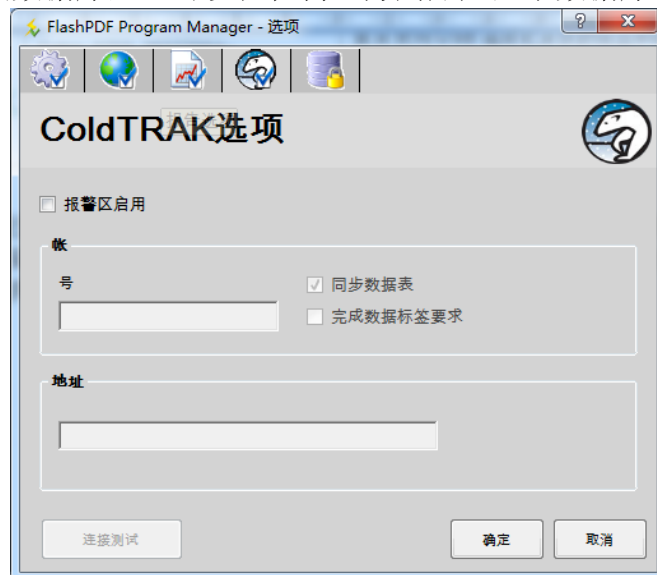 FlashPDF Program Manager - 选项
ColdTRAK选项
报警区启用
帐
号
同步数据表
完成数据标签要求
地址
连接测试
确定
取消